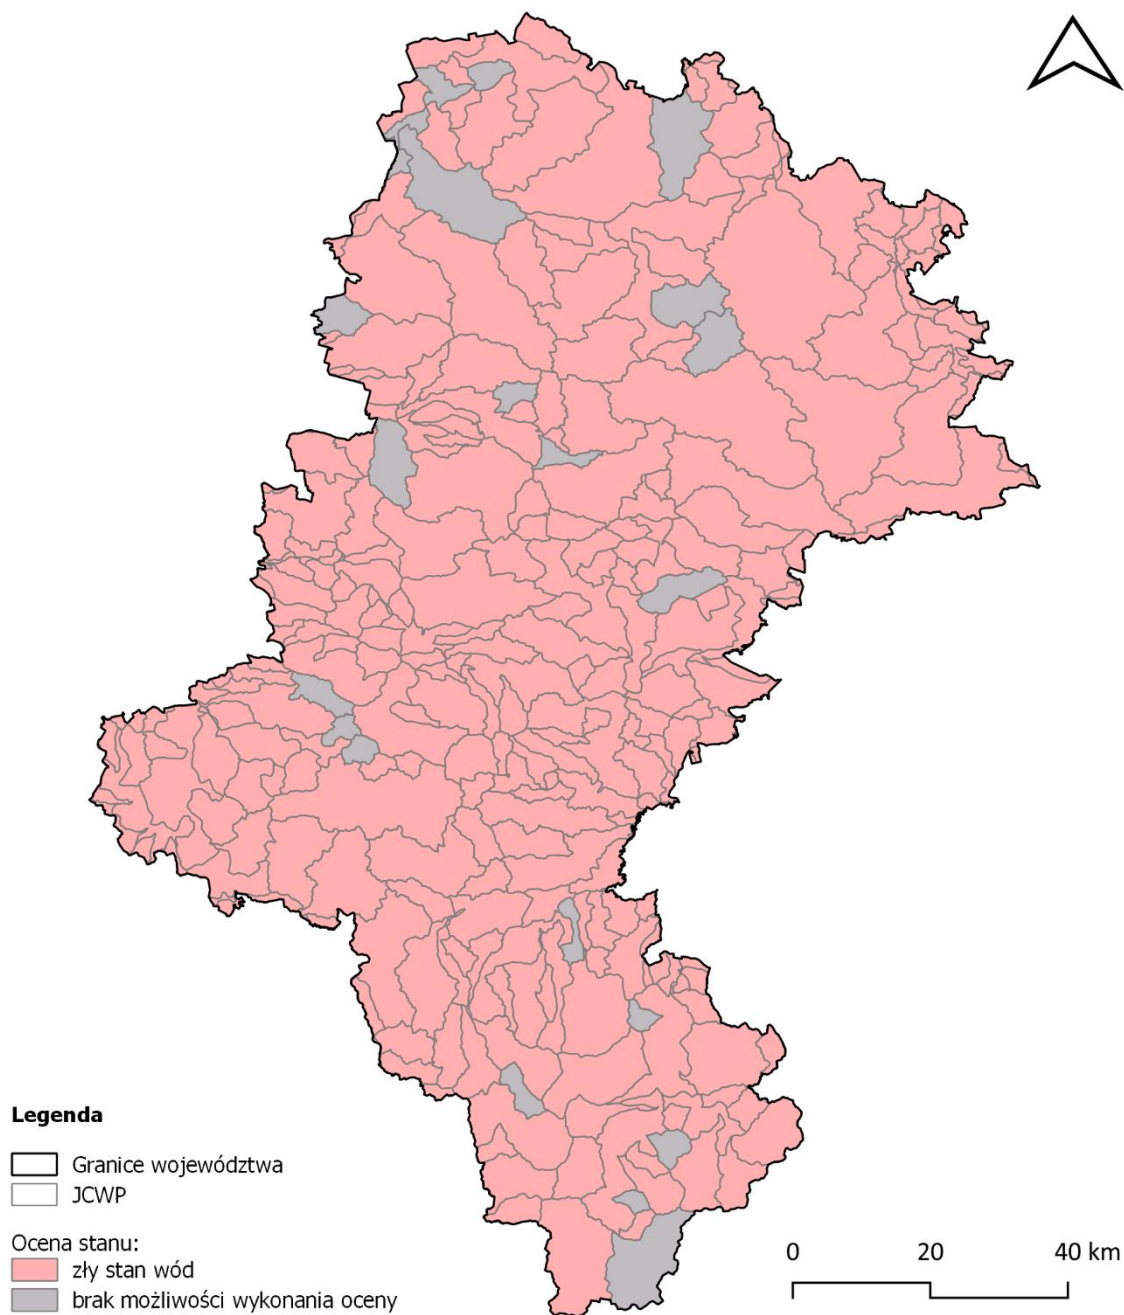 Legenda
Granice województwa
JCWP
Ocena stanu:
zły stan wód
brak możliwości wykonania oceny
0 20 40 km